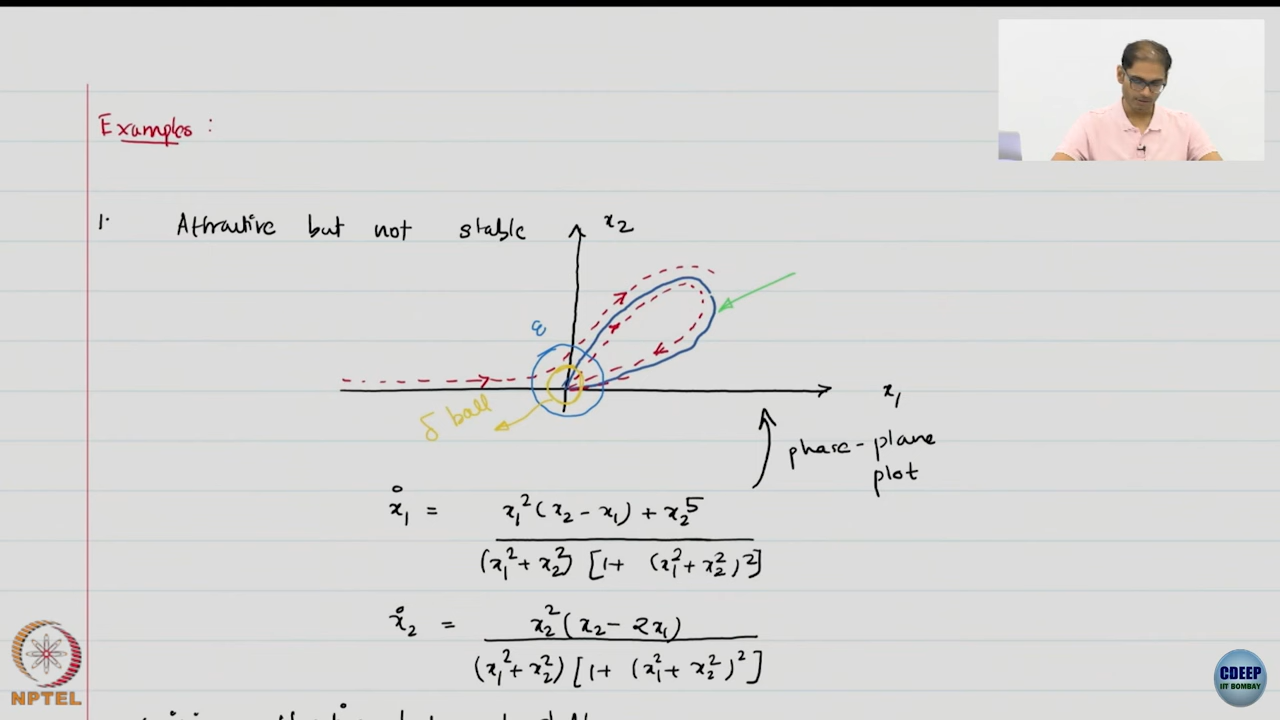 Examples :
1. Attractive but not stable
x₂
ε
δ ball
x₁
phase-plane
plot
ẋ₁ = x₁²(x₂ - x₁) + x₂⁵
(x₁² + x₂²) [1 + (x₁² + x₂²)²]
ẋ₂ = x₂²(x₂ - 2x₁)
(x₁² + x₂²) [1 + (x₁² + x₂²)²]
NPTEL
CDEEP
IIT BOMBAY